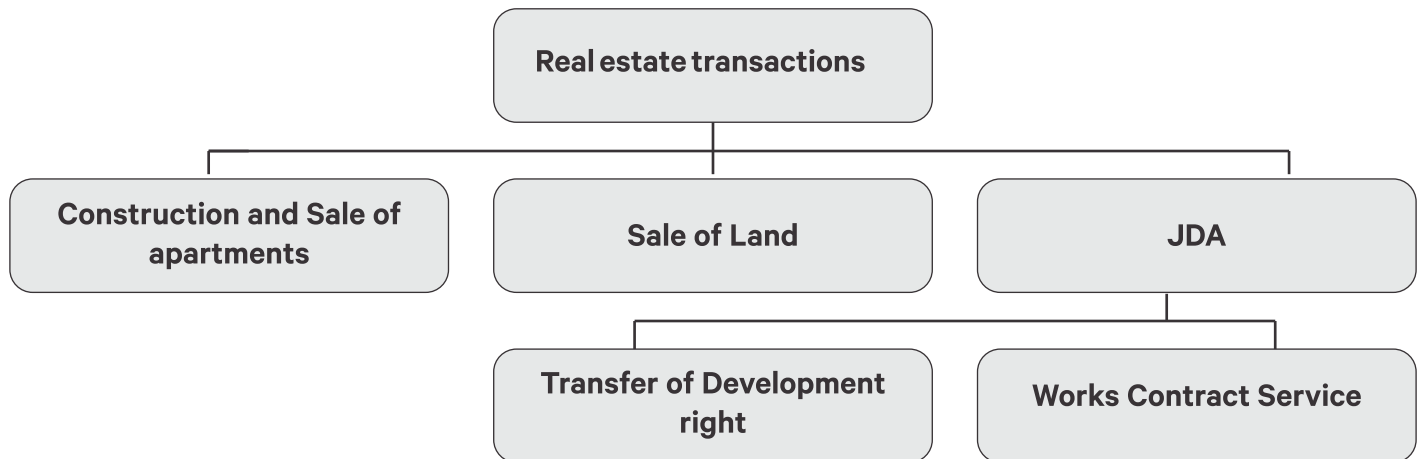 Real estate transactions
Construction and Sale of
apartments
Sale of Land
JDA
Transfer of Development
right
Works Contract Service